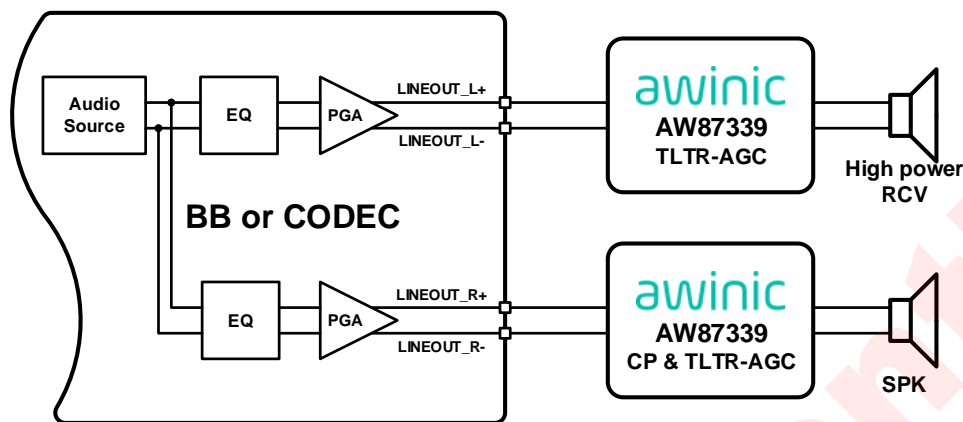 Audio
Source
EQ
PGA
LINEOUT_L+
LINEOUT_L-
awinic
AW87339
TLTR-AGC
High power
RCV
BB or CODEC
EQ
PGA
LINEOUT_R+
LINEOUT_R-
awinic
AW87339
CP & TLTR-AGC
SPK